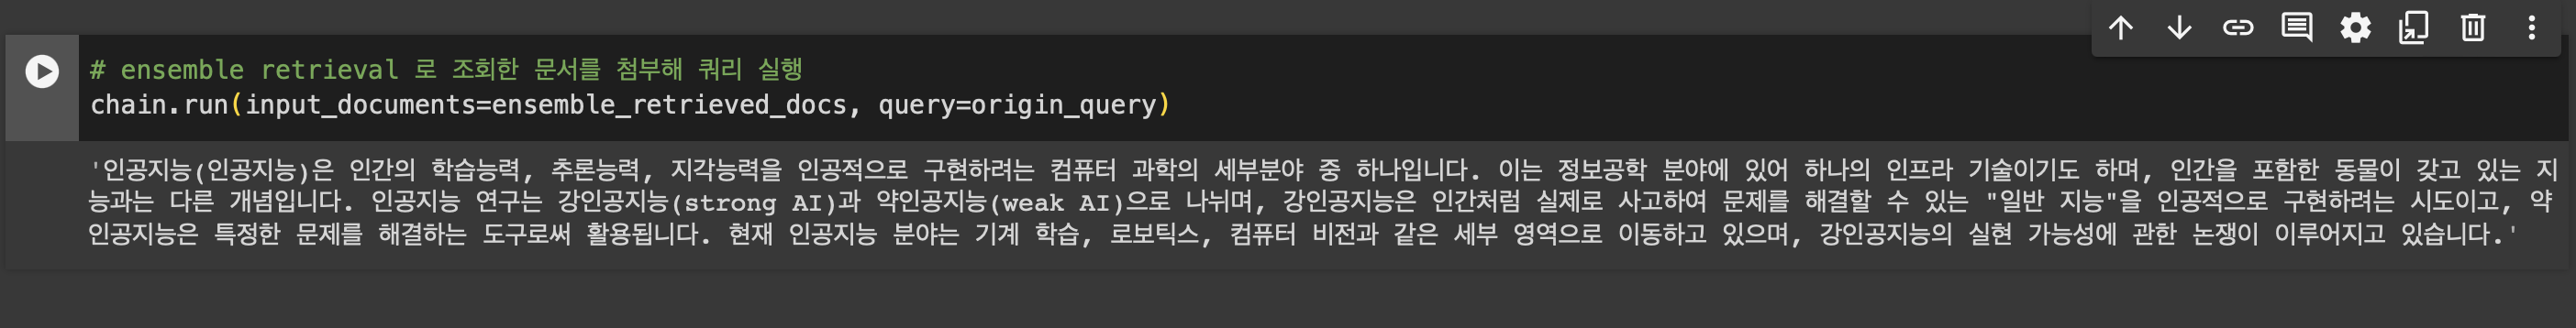 # ensemble retrieval 로 조회한 문서를 첨부해 쿼리 실행
chain.run(input_documents=ensemble_retrieved_docs, query=origin_query)
'인공지능(인공지능)은 인간의 학습능력, 추론능력, 지각능력을 인공적으로 구현하려는 컴퓨터 과학의 세부분야 중 하나입니다. 이는 정보공학 분야에 있어 하나의 인프라 기술이기도 하며, 인간을 포함한 동물이 갖고 있는 지
능과는 다른 개념입니다. 인공지능 연구는 강인공지능(strong AI)과 약인공지능(weak AI)으로 나뉘며, 강인공지능은 인간처럼 실제로 사고하여 문제를 해결할 수 있는 "일반 지능"을 인공적으로 구현하려는 시도이고, 약
인공지능은 특정한 문제를 해결하는 도구로써 활용됩니다. 현재 인공지능 분야는 기계 학습, 로보틱스, 컴퓨터 비전과 같은 세부 영역으로 이동하고 있으며, 강인공지능의 실현 가능성에 관한 논쟁이 이루어지고 있습니다.'